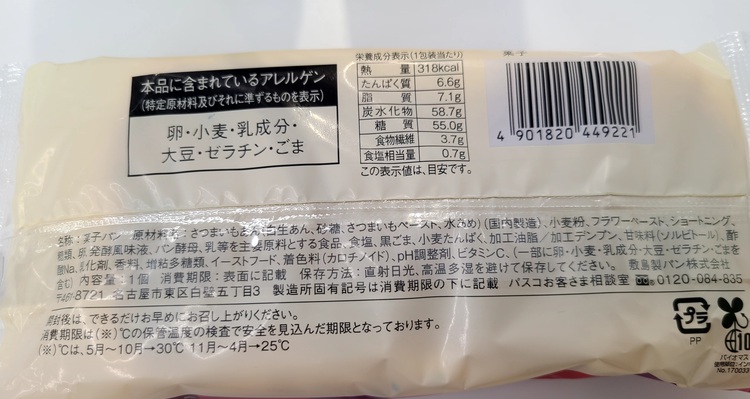 本品に含まれているアレルゲン
(特定原材料及びそれに準ずるものを表示)
卵・小麦・乳成分・
大豆・ゼラチン・ごま
栄養成分表示(1包装当たり)
熱量 318kcal
たんぱく質 6.6g
脂質 7.1g
炭水化物 58.7g
糖質 55.0g
食物繊維 3.7g
食塩相当量 0.7g
この表示値は、目安です。
菓子
4 901820 449221
名称:菓子パン 原材料名:さつまいもあん(白生あん、砂糖、さつまいもペースト、水あめ)(国内製造)、小麦粉、フラワーペースト、ショートニング、
糖類、卵、発酵風味液、パン酵母、乳等を主要原料とする食品、食塩、黒ごま、小麦たんぱく、加工油脂/加工デンプン、甘味料(ソルビトール)、酢
酸Na、乳化剤、香料、増粘多糖類、イーストフード、着色料(カロチノイド)、pH調整剤、ビタミンC、(一部に卵・小麦・乳成分・大豆・ゼラチン・ごまを
含む) 内容量:1個 消費期限:表面に記載 保存方法:直射日光、高温多湿を避けて保存してください。 敷島製パン株式会社
〒461-8721 名古屋市東区白壁五丁目3 製造所固有記号は消費期限の下に記載 パスコお客さま相談室 0120-084-835
開封後は、できるだけお早めにお召し上がりください。
消費期限は(※)℃の保管温度の検査で安全を見込んだ期限となっております。
(※)℃は、5月〜10月→30℃ 11月〜4月→25℃
プラ
PP
10
バイオマス
No.170033